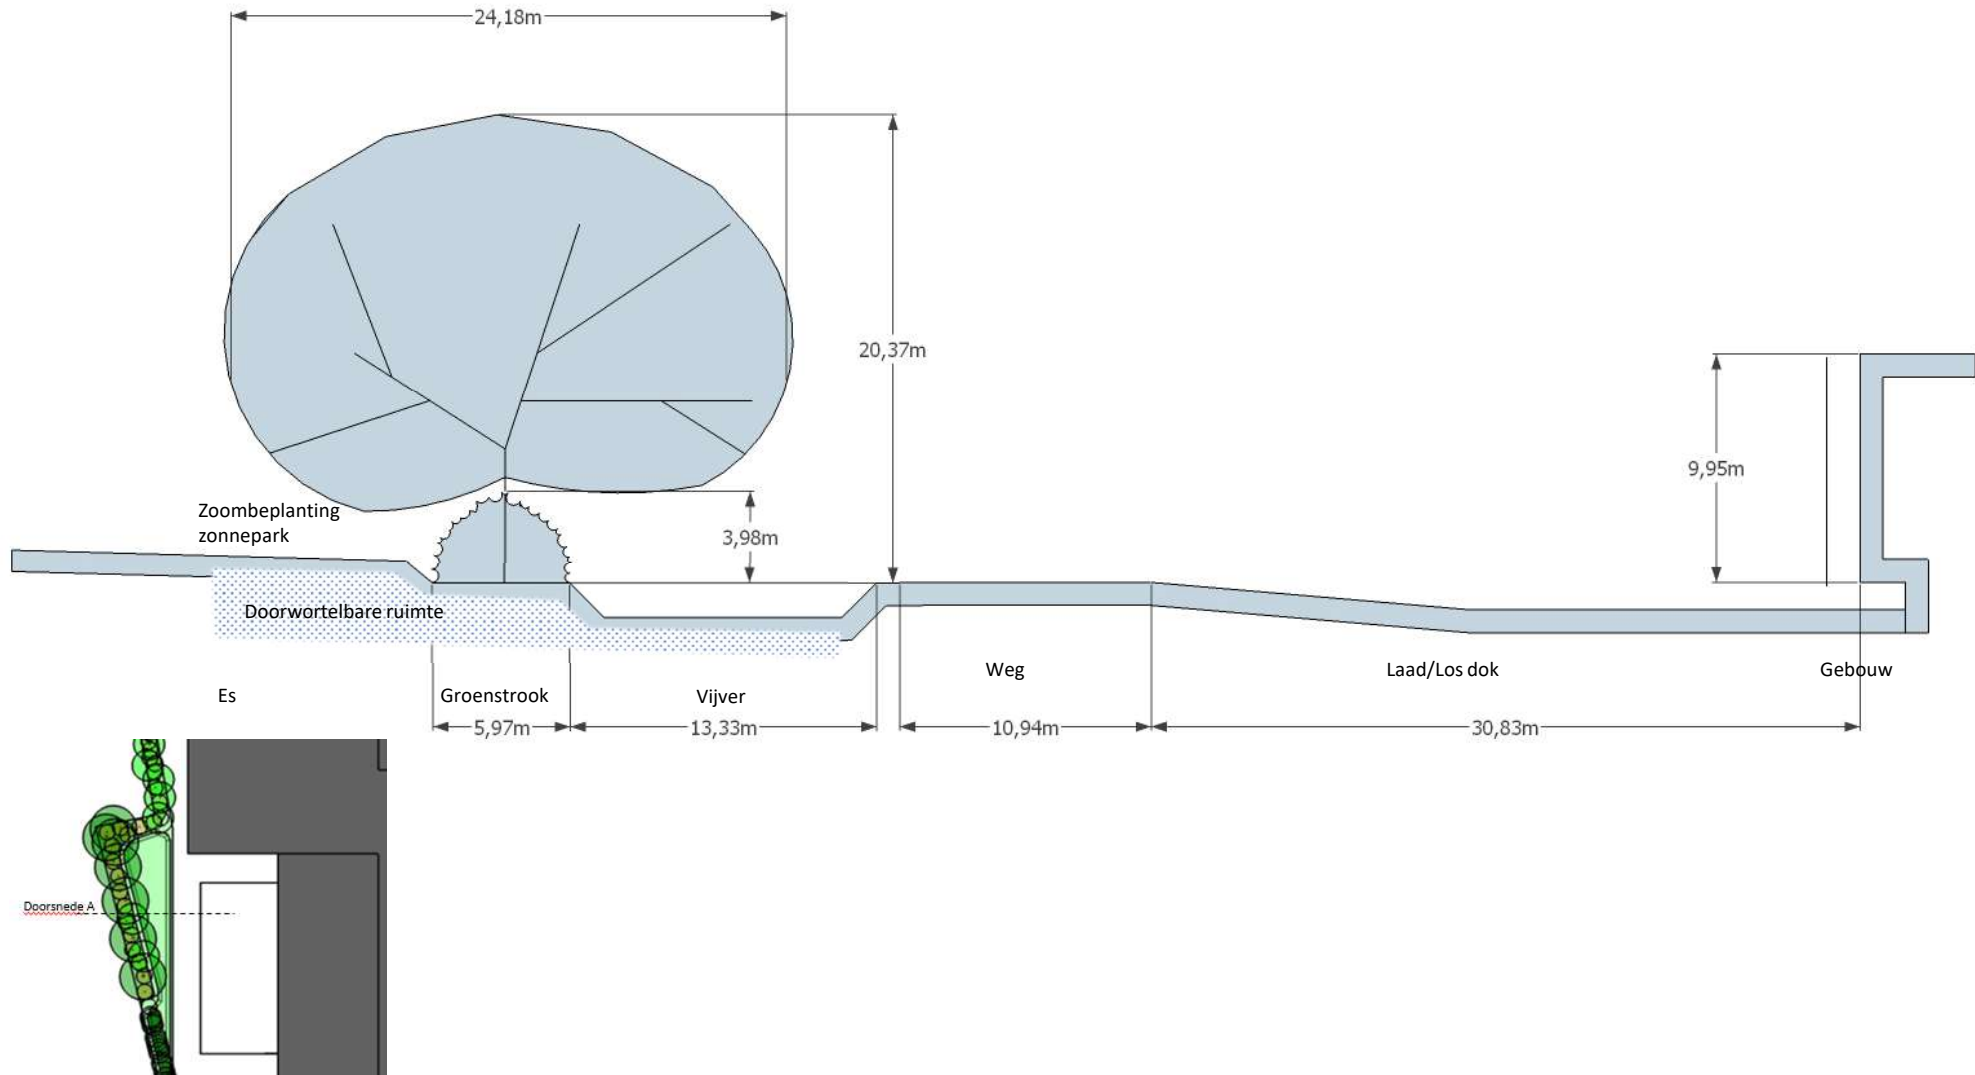 24,18m
20,37m
9,95m
Zoombeplanting
zonnepark
3,98m
Doorwortelbare ruimte
Weg
Laad/Los dok
Gebouw
Es
Groenstrook
Vijver
5,97m
13,33m
10,94m
30,83m
Doorsnede A